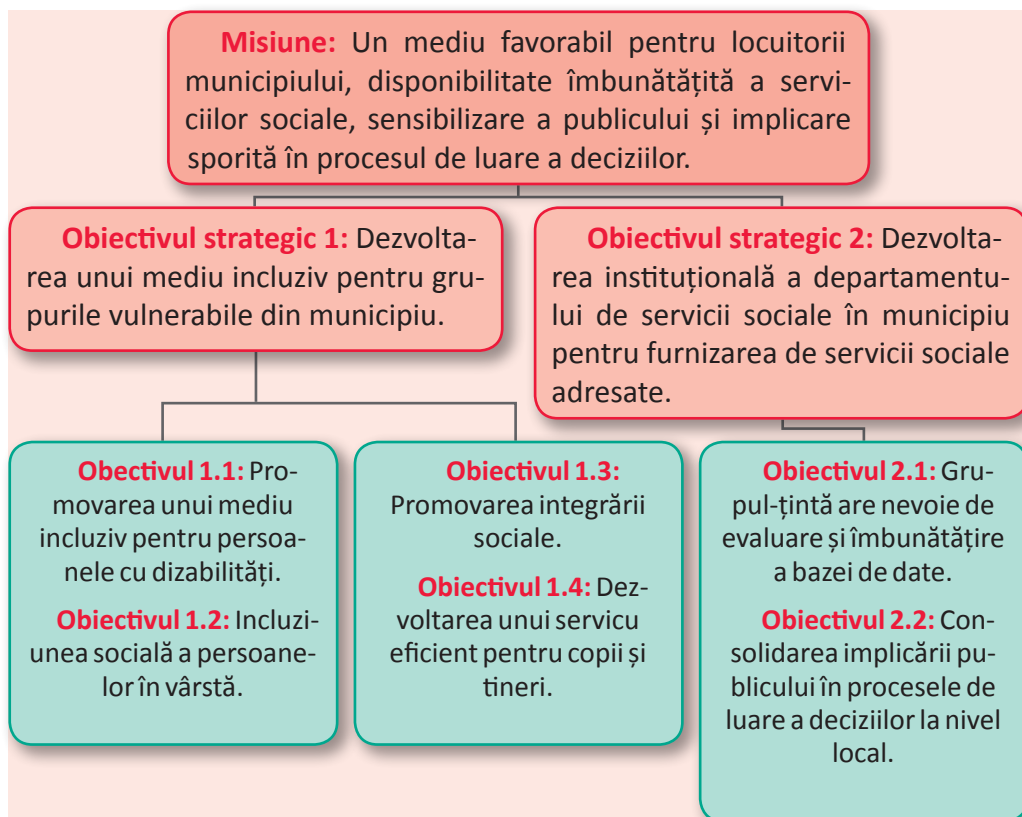 Misiune: Un mediu favorabil pentru locuitorii
municipiului, disponibilitate îmbunătățită a servi-
ciilor sociale, sensibilizare a publicului și implicare
sporită în procesul de luare a deciziilor.
Obiectivul strategic 1: Dezvolta-
rea unui mediu incluziv pentru gru-
purile vulnerabile din municipiu.
Obiectivul strategic 2: Dezvolta-
rea instituțională a departamentu-
lui de servicii sociale în municipiu
pentru furnizarea de servicii sociale
adresate.
Obectivul 1.1: Pro-
movarea unui mediu
incluziv pentru persoa-
nele cu dizabilități.
Obiectivul 1.2: Incluzi-
unea socială a persoane-
lor în vârstă.
Obiectivul 1.3:
Promovarea integrării
sociale.
Obiectivul 1.4: Dez-
voltarea unui servicu
eficient pentru copii și
tineri.
Obiectivul 2.1: Gru-
pul-țintă are nevoie de
evaluare și îmbunătățire
a bazei de date.
Obiectivul 2.2: Con-
solidarea implicării pu-
blicului în procesele de
luare a deciziilor la nivel
local.